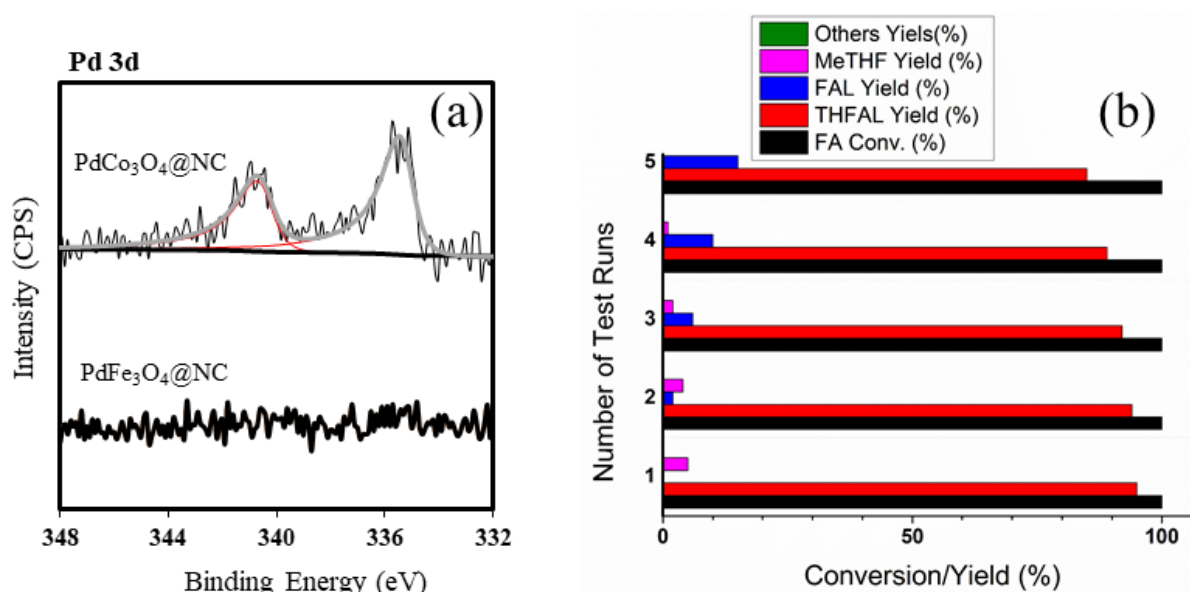 Pd 3d
(a)
PdCo₃O₄@NC
PdFe₃O₄@NC
Intensity (CPS)
348 344 340 336 332
Binding Energy (eV)
Others Yiels(%)
MeTHF Yield (%)
FAL Yield (%)
THFAL Yield (%)
FA Conv. (%)
(b)
5
4
3
2
1
Number of Test Runs
0 50 100
Conversion/Yield (%)